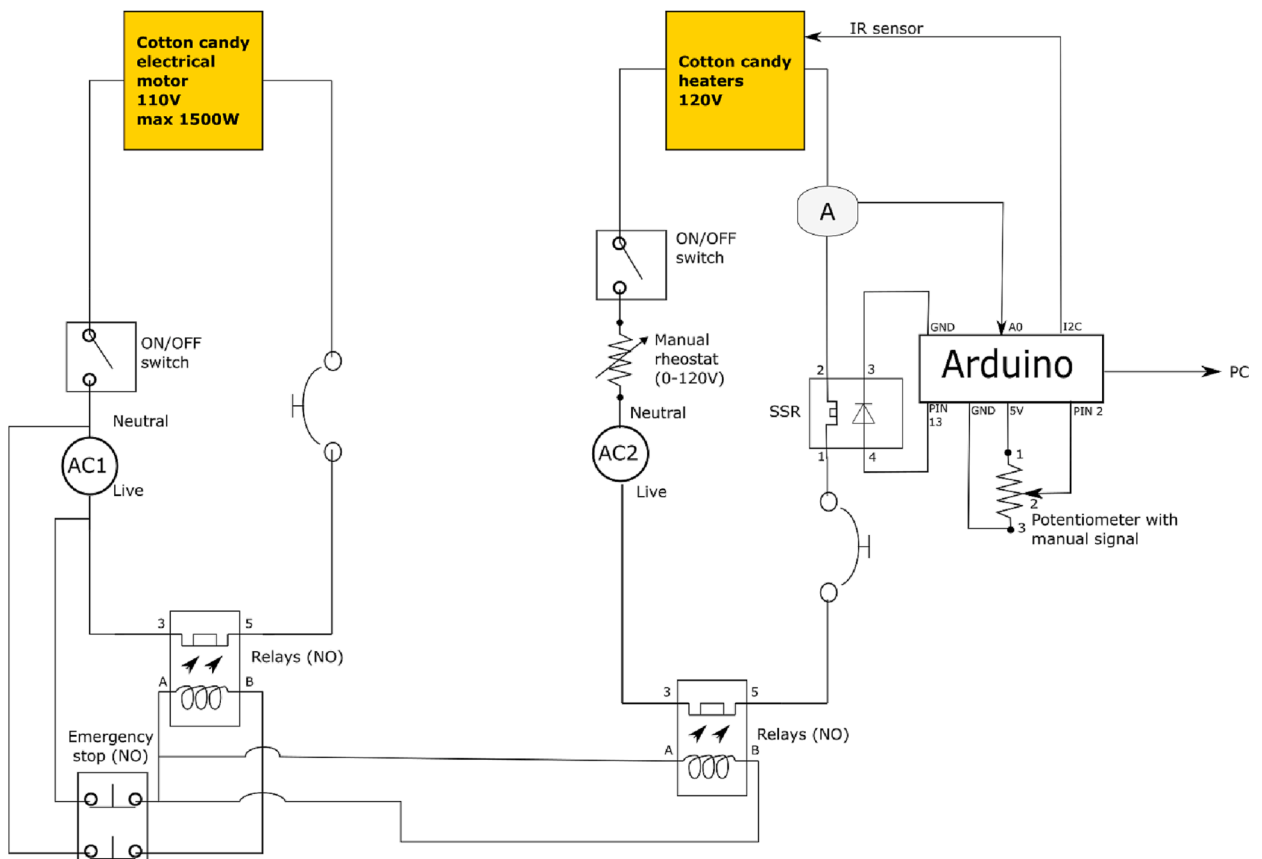 Cotton candy
electrical
motor
110V
max 1500W
Cotton candy
heaters
120V
IR sensor
A
ON/OFF
switch
ON/OFF
switch
Manual
rheostat
(0-120V)
GND
A0
I2C
Arduino
PC
2
3
SSR
1
4
PIN
13
GND
5V
PIN 2
1
2
3
Potentiometer with
manual signal
Neutral
AC1
Live
Neutral
AC2
Live
3
5
Relays (NO)
A
B
3
5
Relays (NO)
A
B
Emergency
stop (NO)